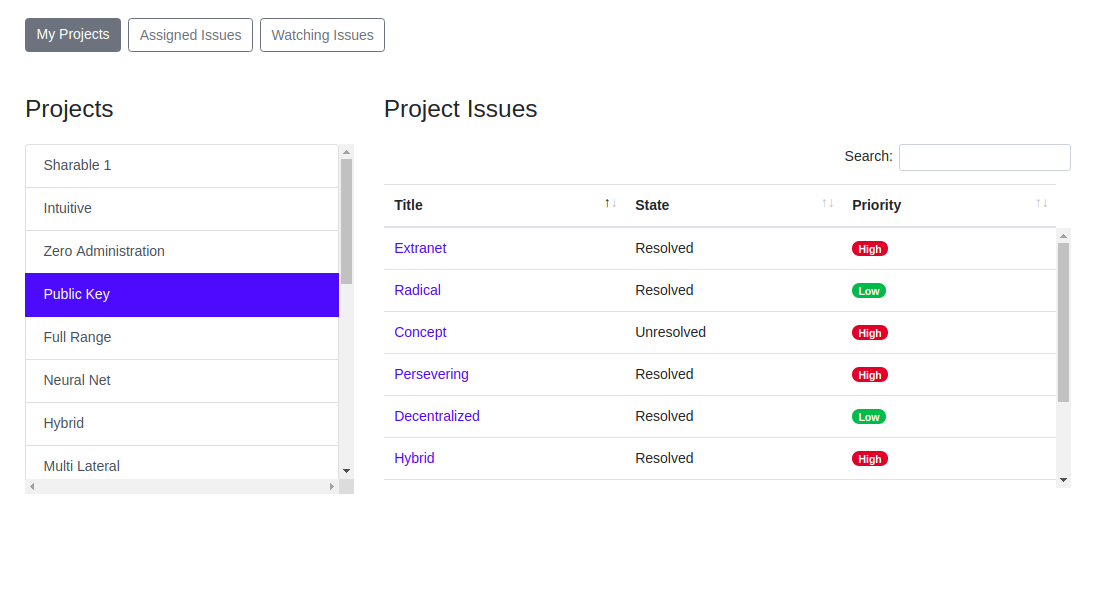 My Projects Assigned Issues Watching Issues
Projects
Sharable 1
Intuitive
Zero Administration
Public Key
Full Range
Neural Net
Hybrid
Multi Lateral
Project Issues
Search:
Title ↑↓ State ↑↓ Priority ↑↓
Extranet Resolved High
Radical Resolved Low
Concept Unresolved High
Persevering Resolved High
Decentralized Resolved Low
Hybrid Resolved High